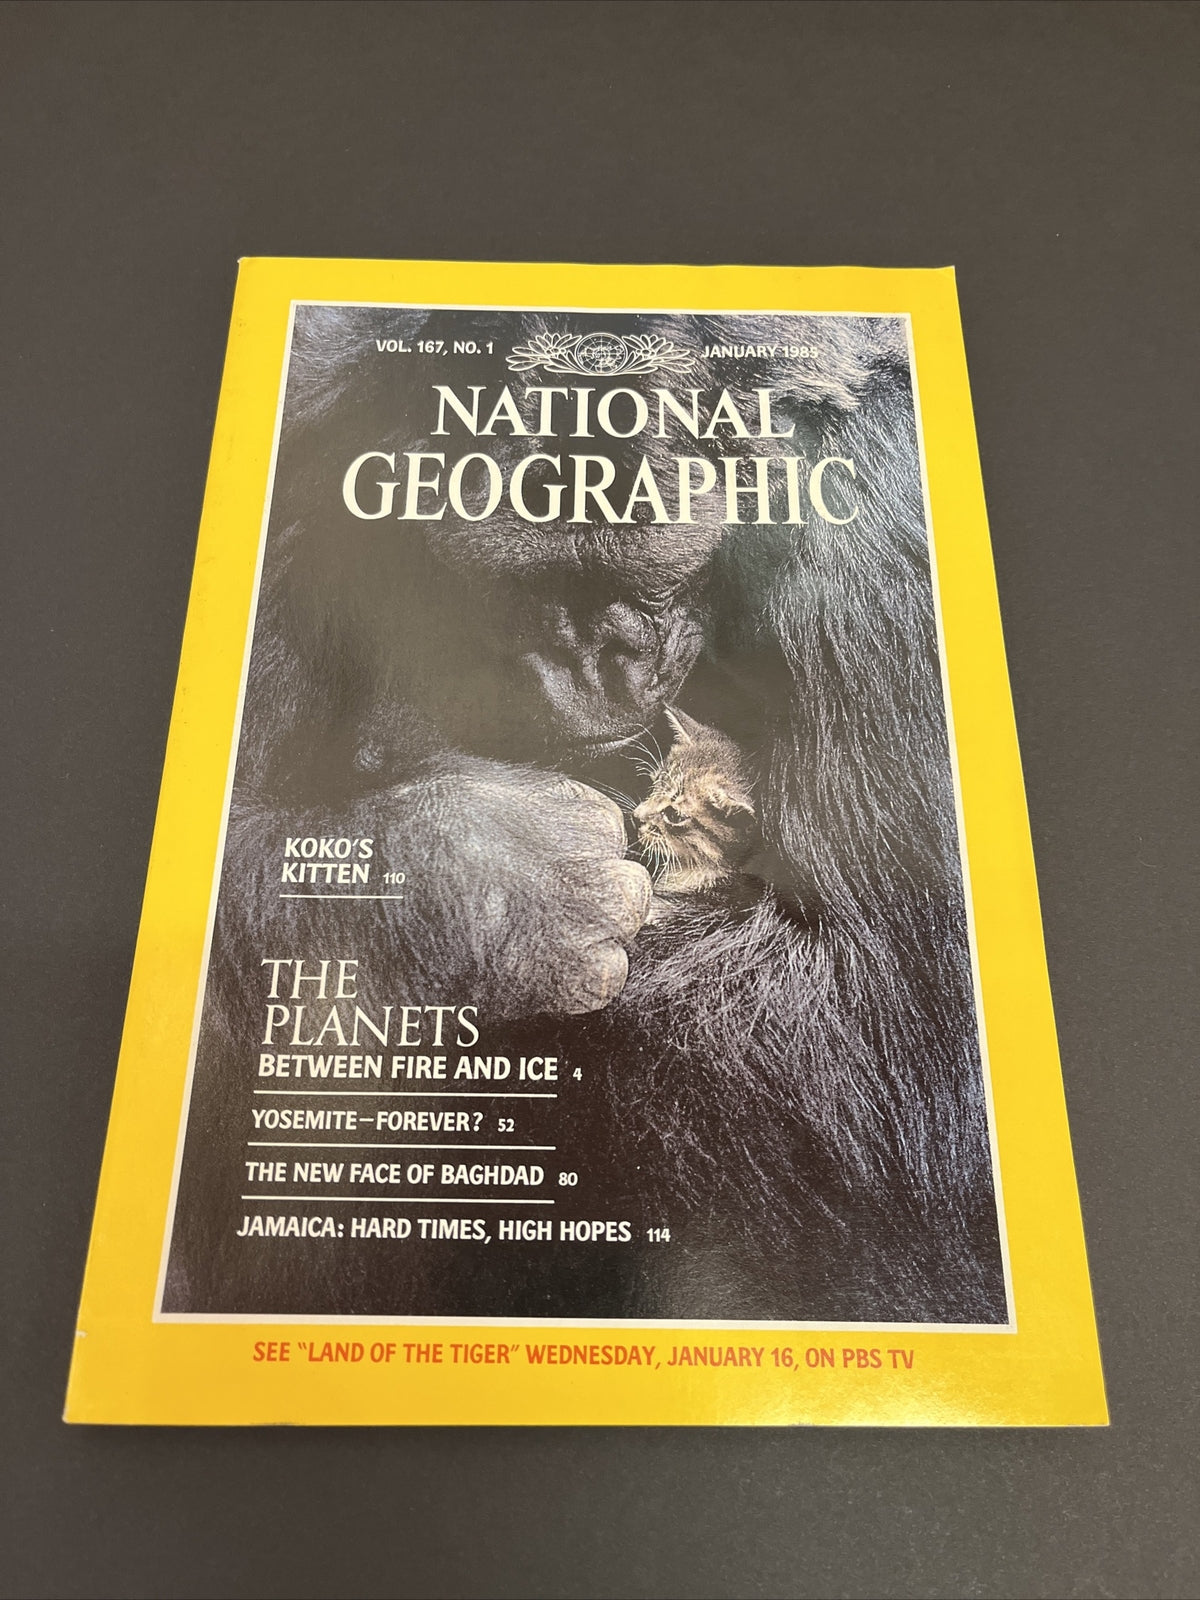 VOL. 167, NO. 1 JANUARY 1985
NATIONAL
GEOGRAPHIC
KOKO'S
KITTEN 110
THE
PLANETS
BETWEEN FIRE AND ICE 4
YOSEMITE—FOREVER? 52
THE NEW FACE OF BAGHDAD 80
JAMAICA: HARD TIMES, HIGH HOPES 114
SEE "LAND OF THE TIGER" WEDNESDAY, JANUARY 16, ON PBS TV